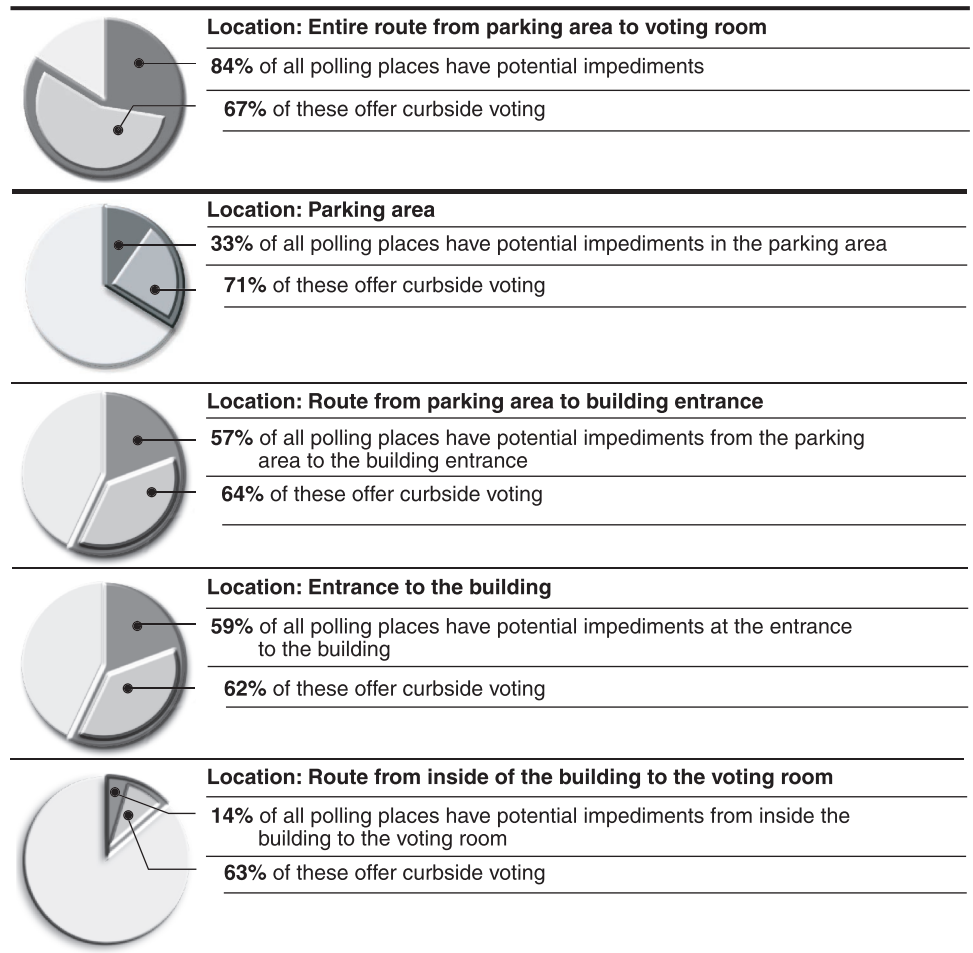 Location: Entire route from parking area to voting room
84% of all polling places have potential impediments
67% of these offer curbside voting
Location: Parking area
33% of all polling places have potential impediments in the parking area
71% of these offer curbside voting
Location: Route from parking area to building entrance
57% of all polling places have potential impediments from the parking
area to the building entrance
64% of these offer curbside voting
Location: Entrance to the building
59% of all polling places have potential impediments at the entrance
to the building
62% of these offer curbside voting
Location: Route from inside of the building to the voting room
14% of all polling places have potential impediments from inside the
building to the voting room
63% of these offer curbside voting